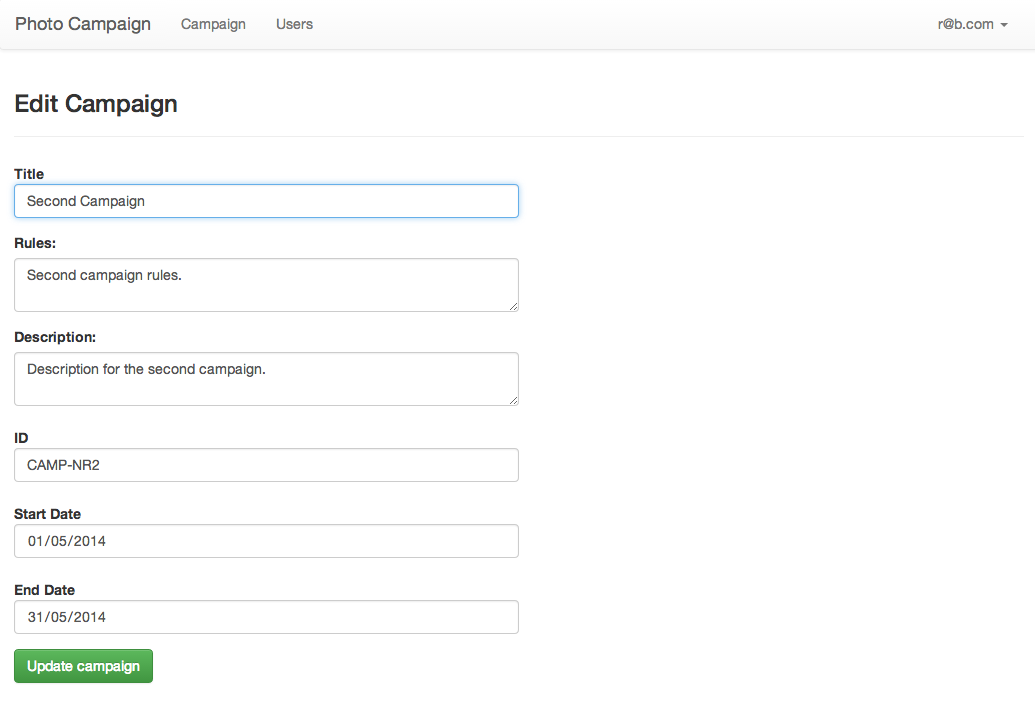 Photo Campaign Campaign Users r@b.com
Edit Campaign
Title
Second Campaign
Rules:
Second campaign rules.
Description:
Description for the second campaign.
ID
CAMP-NR2
Start Date
01/05/2014
End Date
31/05/2014
Update campaign